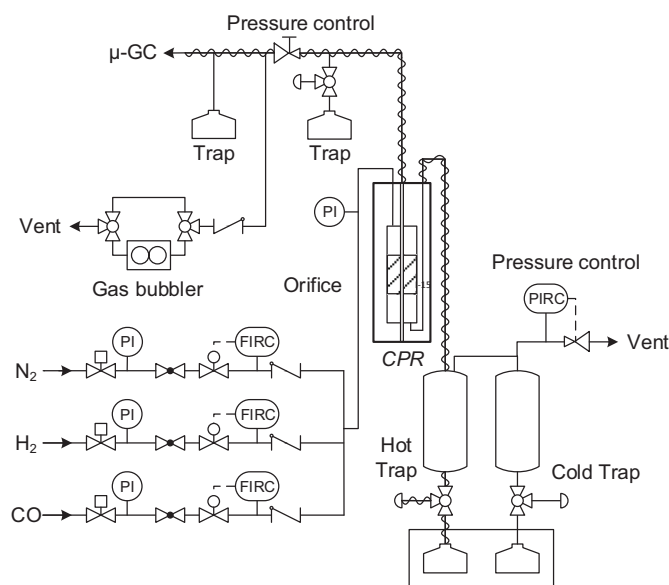 Pressure control
µ-GC
Trap
Trap
PI
Vent
Gas bubbler
Orifice
-15
CPR
Pressure control
PIRC
Vent
PI
FIRC
N₂
PI
FIRC
H₂
Hot
Trap
Cold Trap
PI
FIRC
CO